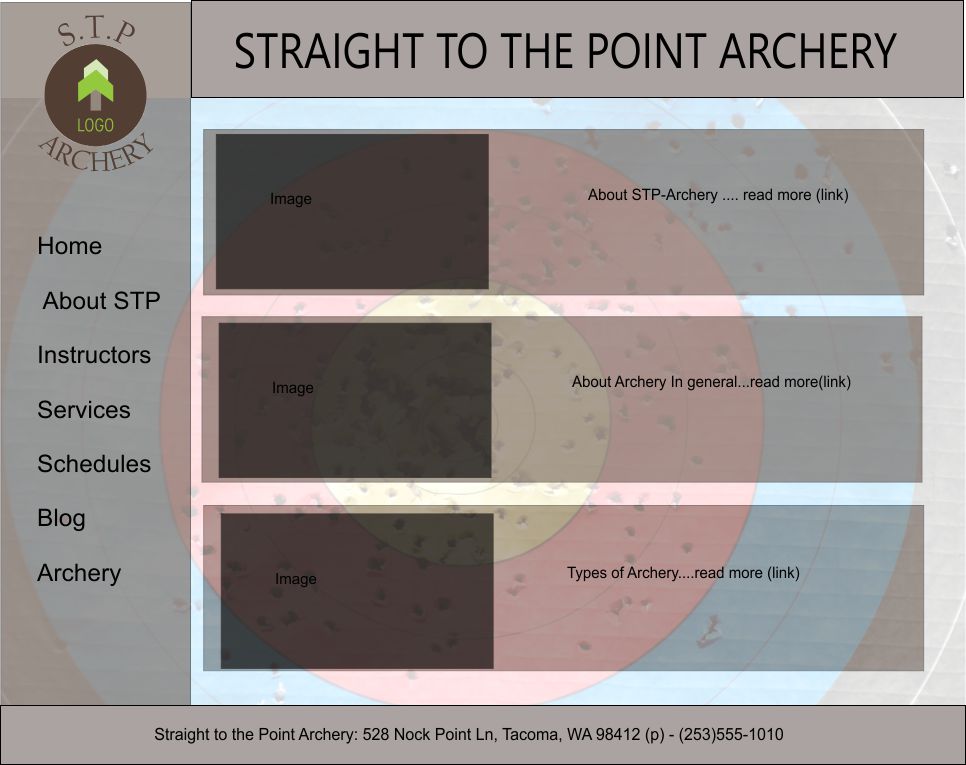 S.T.P
LOGO
ARCHERY
STRAIGHT TO THE POINT ARCHERY
Home
About STP
Instructors
Services
Schedules
Blog
Archery
Image
About STP-Archery .... read more (link)
Image
About Archery In general...read more(link)
Image
Types of Archery....read more (link)
Straight to the Point Archery: 528 Nock Point Ln, Tacoma, WA 98412 (p) - (253)555-1010